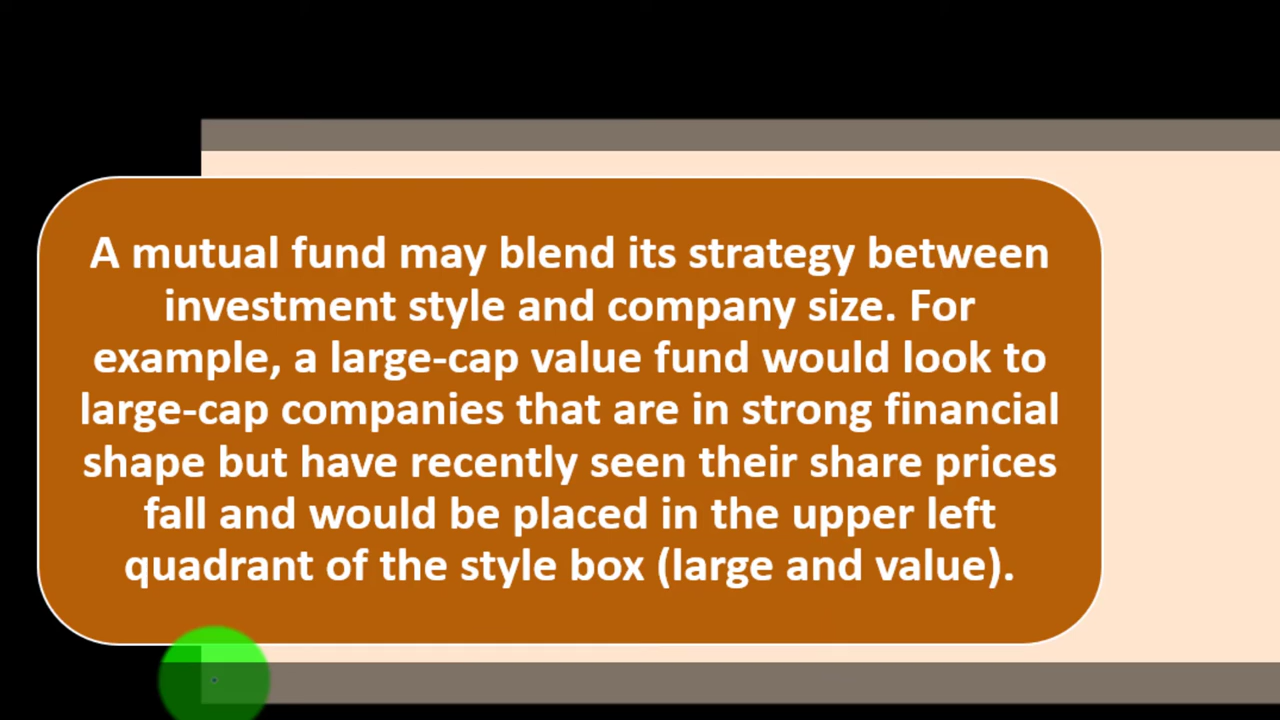 A mutual fund may blend its strategy between
investment style and company size. For
example, a large-cap value fund would look to
large-cap companies that are in strong financial
shape but have recently seen their share prices
fall and would be placed in the upper left
quadrant of the style box (large and value).